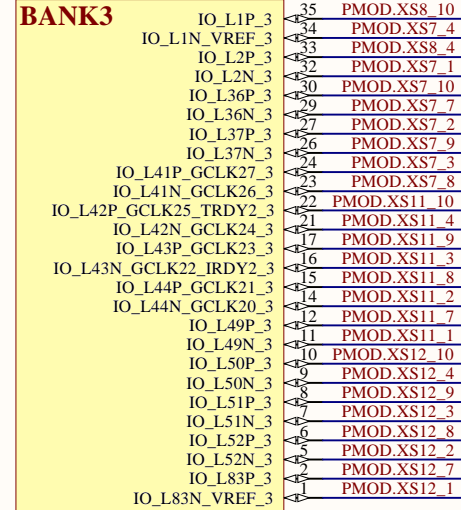 BANK3
IO_L1P_3 35 PMOD.XS8_10
IO_L1N_VREF_3 34 PMOD.XS7_4
IO_L2P_3 33 PMOD.XS8_4
IO_L2N_3 32 PMOD.XS7_1
IO_L36P_3 30 PMOD.XS7_10
IO_L36N_3 29 PMOD.XS7_7
IO_L37P_3 27 PMOD.XS7_2
IO_L37N_3 26 PMOD.XS7_9
IO_L41P_GCLK27_3 24 PMOD.XS7_3
IO_L41N_GCLK26_3 23 PMOD.XS7_8
IO_L42P_GCLK25_TRDY2_3 22 PMOD.XS11_10
IO_L42N_GCLK24_3 21 PMOD.XS11_4
IO_L43P_GCLK23_3 17 PMOD.XS11_9
IO_L43N_GCLK22_IRDY2_3 16 PMOD.XS11_3
IO_L44P_GCLK21_3 15 PMOD.XS11_8
IO_L44N_GCLK20_3 14 PMOD.XS11_2
IO_L49P_3 12 PMOD.XS11_7
IO_L49N_3 11 PMOD.XS11_1
IO_L50P_3 10 PMOD.XS12_10
IO_L50N_3 9 PMOD.XS12_4
IO_L51P_3 8 PMOD.XS12_9
IO_L51N_3 7 PMOD.XS12_3
IO_L52P_3 6 PMOD.XS12_8
IO_L52N_3 5 PMOD.XS12_2
IO_L83P_3 2 PMOD.XS12_7
IO_L83N_VREF_3 1 PMOD.XS12_1